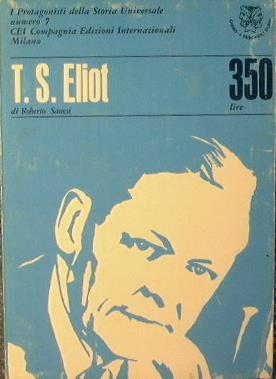 I Protagonisti della Storia Universale
numero 7
CEI Compagnia Edizioni Internazionali
Milano
T. S. Eliot
350
lire
di Roberto Sanesi